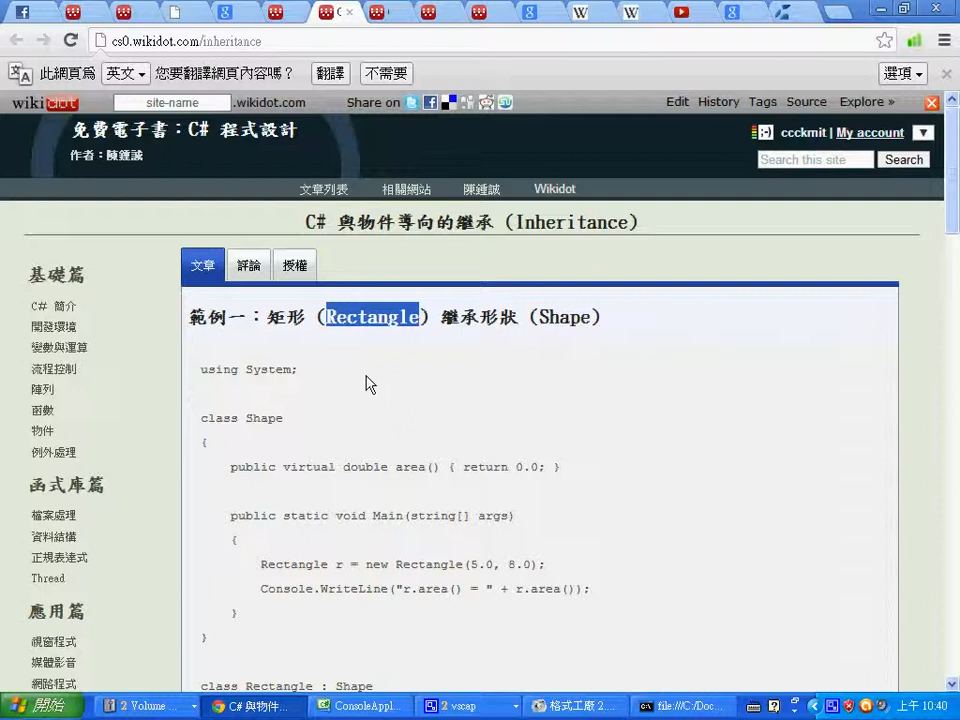 cs0.wikidot.com/inheritance
此網頁為 英文 您要翻譯網頁內容嗎？ 翻譯 不需要 選項
wikidot site-name .wikidot.com Share on Edit History Tags Source Explore »
免費電子書：C# 程式設計
作者：陳鍾誠
ccckmit | My account
Search this site Search
文章列表 相關網站 陳鍾誠 Wikidot
C# 與物件導向的繼承 (Inheritance)
文章 評論 授權
基礎篇
C# 簡介
開發環境
變數與運算
流程控制
陣列
函數
物件
例外處理
函式庫篇
檔案處理
資料結構
正規表達式
Thread
應用篇
視窗程式
媒體影音
網路程式
範例一：矩形 (Rectangle) 繼承形狀 (Shape)
using System;
class Shape
{
public virtual double area() { return 0.0; }
public static void Main(string[] args)
{
Rectangle r = new Rectangle(5.0, 8.0);
Console.WriteLine("r.area() = " + r.area());
}
}
class Rectangle : Shape
開始 2 Volume ... C# 與物件... ConsoleAppl... 2 vscap 格式工廠 2... file:///C:/Doc... 上午 10:40